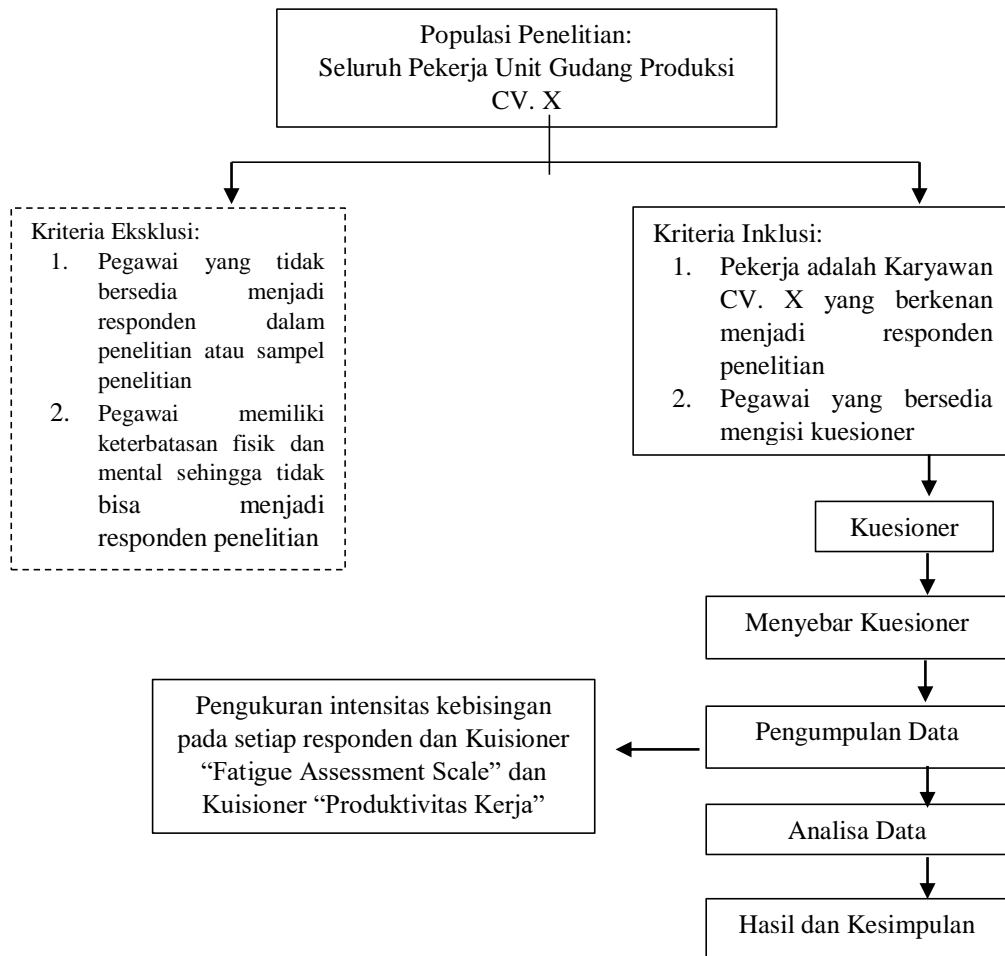 Populasi Penelitian:
Seluruh Pekerja Unit Gudang Produksi
CV. X
Kriteria Eksklusi:
1. Pegawai yang tidak
bersedia menjadi
responden dalam
penelitian atau sampel
penelitian
2. Pegawai memiliki
keterbatasan fisik dan
mental sehingga tidak
bisa menjadi
responden penelitian
Kriteria Inklusi:
1. Pekerja adalah Karyawan
CV. X yang berkenan
menjadi responden
penelitian
2. Pegawai yang bersedia
mengisi kuesioner
Kuesioner
Menyebar Kuesioner
Pengumpulan Data
Pengukuran intensitas kebisingan
pada setiap responden dan Kuisioner
“Fatigue Assessment Scale” dan
Kuisioner “Produktivitas Kerja”
Analisa Data
Hasil dan Kesimpulan